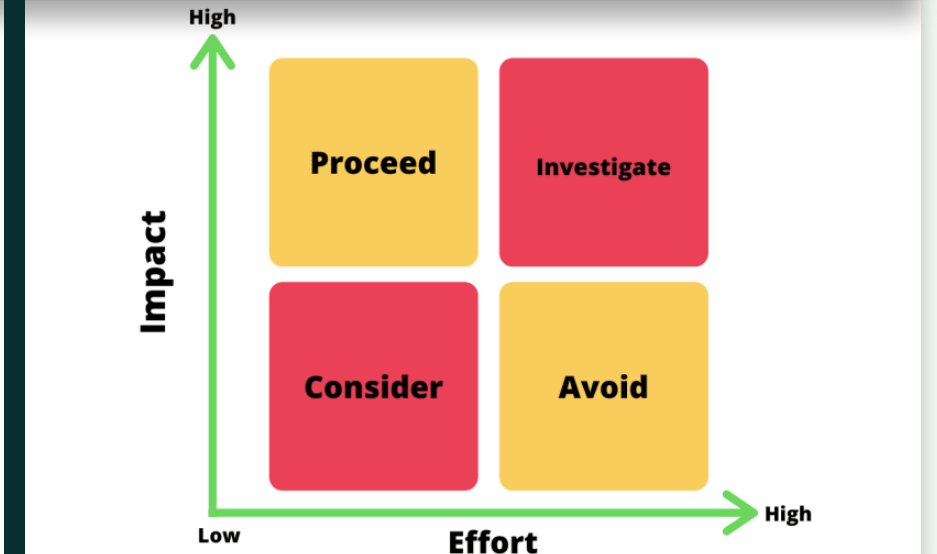 High
Proceed
Investigate
Impact
Consider
Avoid
High
Low
Effort